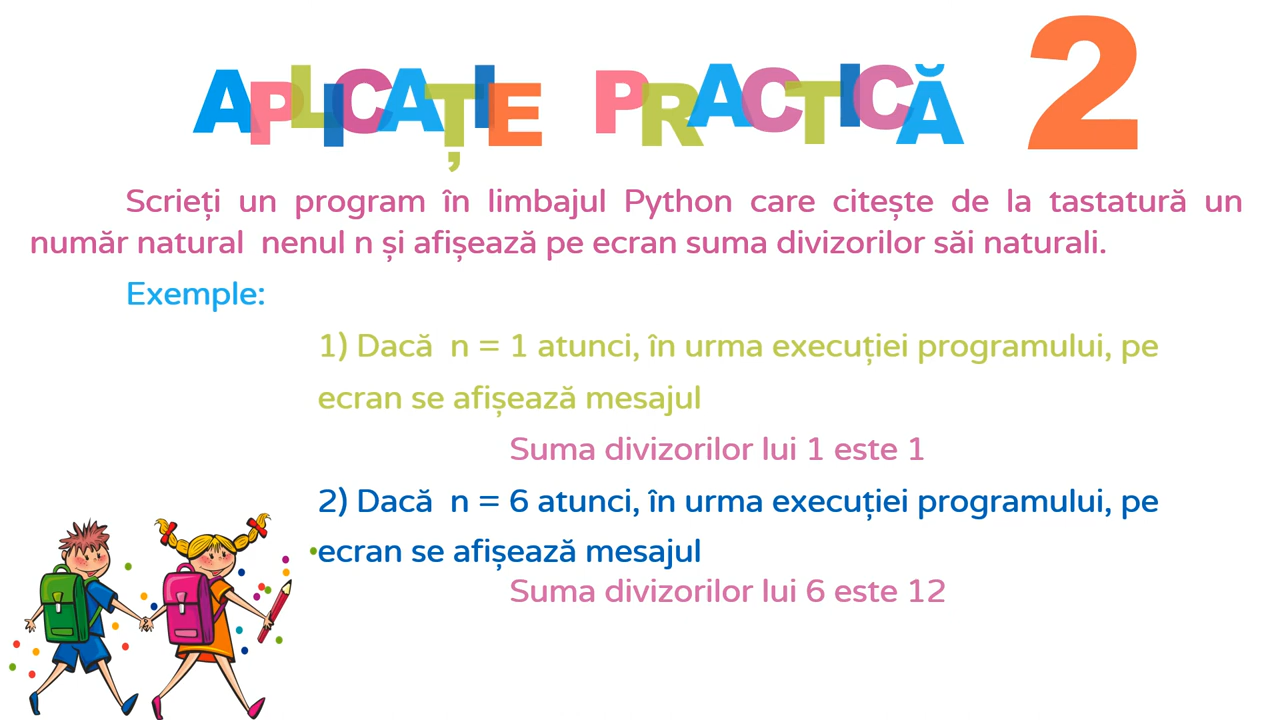 APLICAȚIE PRACTICĂ 2
Scrieți un program în limbajul Python care citește de la tastatură un
număr natural nenul n și afișează pe ecran suma divizorilor săi naturali.
Exemple:
1) Dacă n = 1 atunci, în urma execuției programului, pe
ecran se afișează mesajul
Suma divizorilor lui 1 este 1
2) Dacă n = 6 atunci, în urma execuției programului, pe
•ecran se afișează mesajul
Suma divizorilor lui 6 este 12